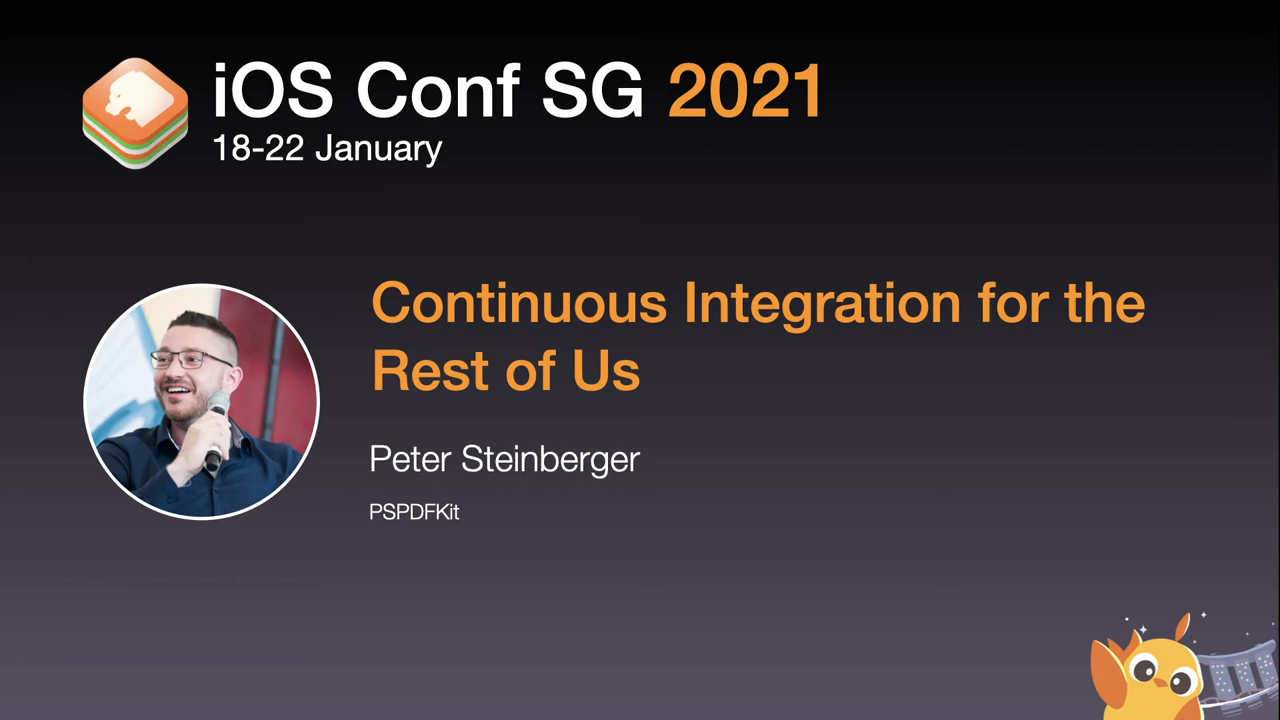 iOS Conf SG 2021
18-22 January
Continuous Integration for the
Rest of Us
Peter Steinberger
PSPDFKit